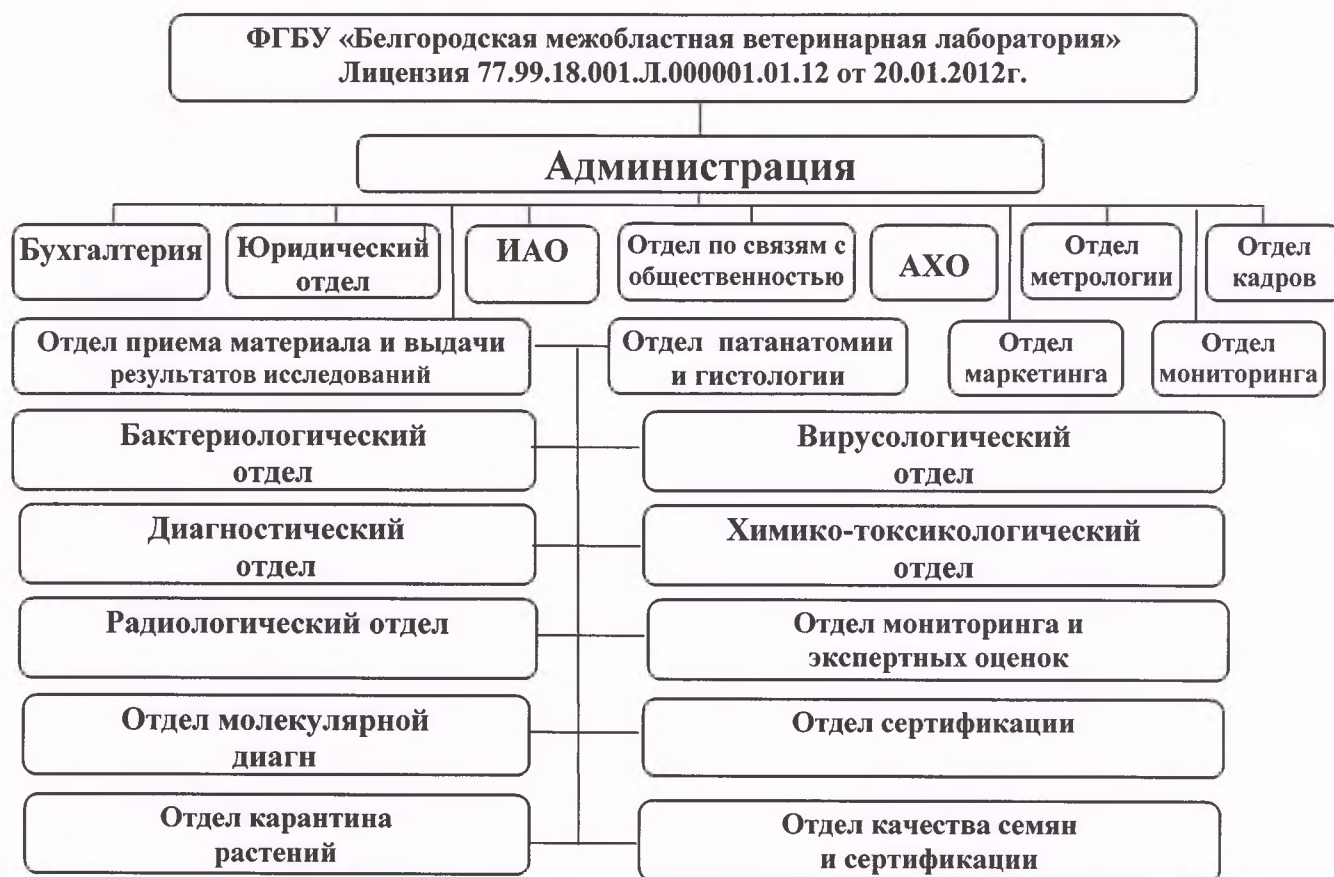 ФГБУ «Белгородская межобластная ветеринарная лаборатория»
Лицензия 77.99.18.001.Л.000001.01.12 от 20.01.2012г.
Администрация
Бухгалтерия
Юридический
отдел
ИАО
Отдел по связям с
общественностью
АХО
Отдел
метрологии
Отдел
кадров
Отдел приема материала и выдачи
результатов исследований
Отдел патанатомии
и гистологии
Отдел
маркетинга
Отдел
мониторинга
Бактериологический
отдел
Вирусологический
отдел
Диагностический
отдел
Химико-токсикологический
отдел
Радиологический отдел
Отдел мониторинга и
экспертных оценок
Отдел молекулярной
диагн
Отдел сертификации
Отдел карантина
растений
Отдел качества семян
и сертификации